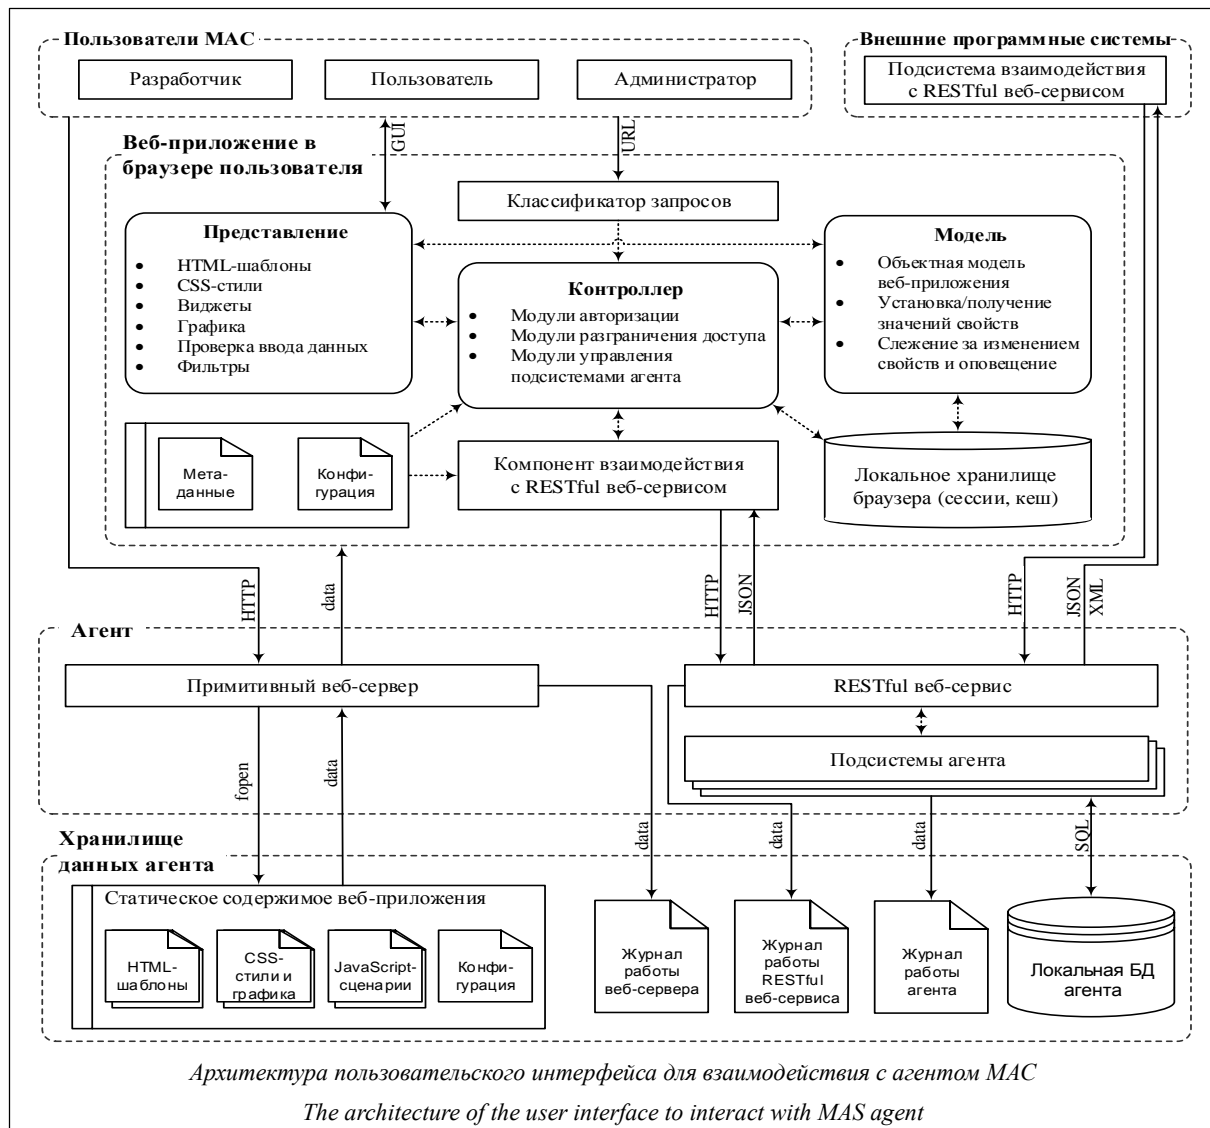 Пользователи МАС
Разработчик
Пользователь
Администратор
Внешние программные системы
Подсистема взаимодействия
с RESTful веб-сервисом
GUI
URL
Веб-приложение в
браузере пользователя
Классификатор запросов
Представление
• HTML-шаблоны
• CSS-стили
• Виджеты
• Графика
• Проверка ввода данных
• Фильтры
Контроллер
• Модули авторизации
• Модули разграничения доступа
• Модули управления
подсистемами агента
Модель
• Объектная модель
веб-приложения
• Установка/получение
значений свойств
• Слежение за изменением
свойств и оповещение
Мета-
данные
Конфи-
гурация
Компонент взаимодействия
с RESTful веб-сервисом
Локальное хранилище
браузера (сессии, кеш)
HTTP
data
HTTP
JSON
HTTP
JSON
XML
Агент
Примитивный веб-сервер
RESTful веб-сервис
Подсистемы агента
fopen
data
data
data
data
SQL
Хранилище
данных агента
Статическое содержимое веб-приложения
HTML-
шаблоны
CSS-
стили и
графика
JavaScript-
сценарии
Конфи-
гурация
Журнал
работы
веб-сервера
Журнал
работы
RESTful
веб-сервиса
Журнал
работы
агента
Локальная БД
агента
Архитектура пользовательского интерфейса для взаимодействия с агентом МАС
The architecture of the user interface to interact with MAS agent